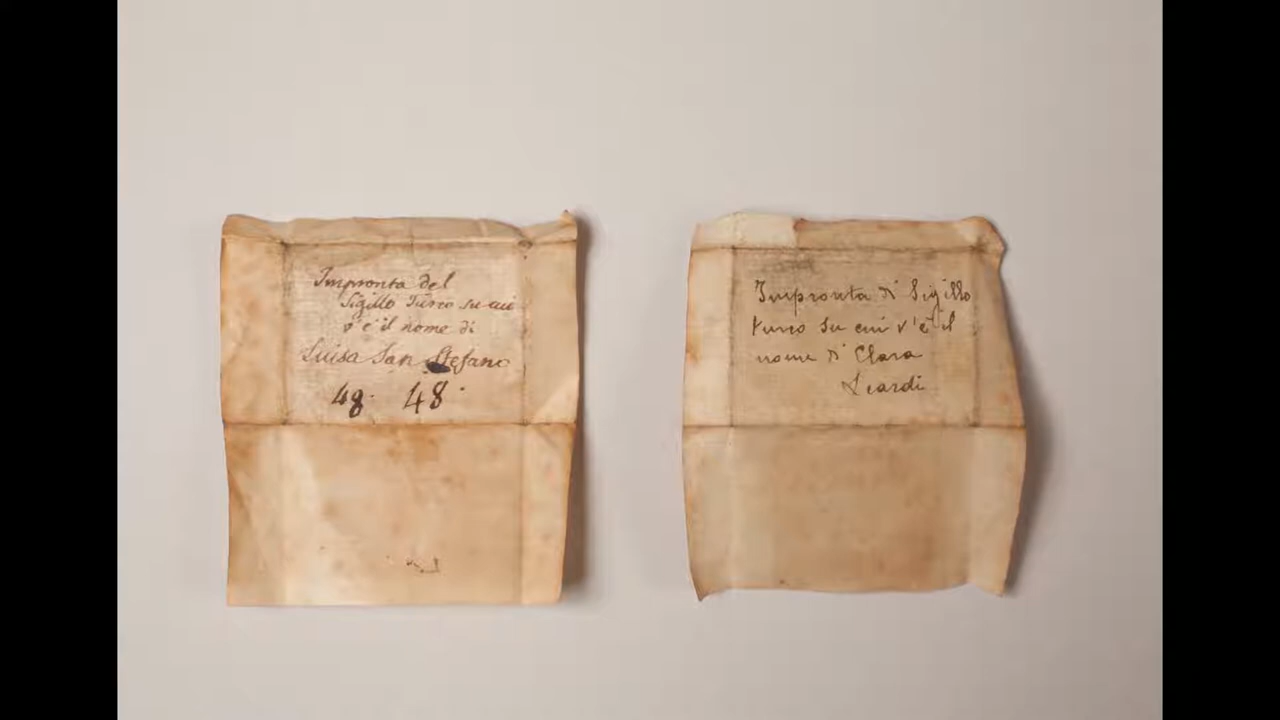 Impronta del
Sigillo Turco su cui
v'è il nome di
Luisa San Stefano
48. 48.
Impronta di Sigillo
turco su cui v'è il
nome di Clara